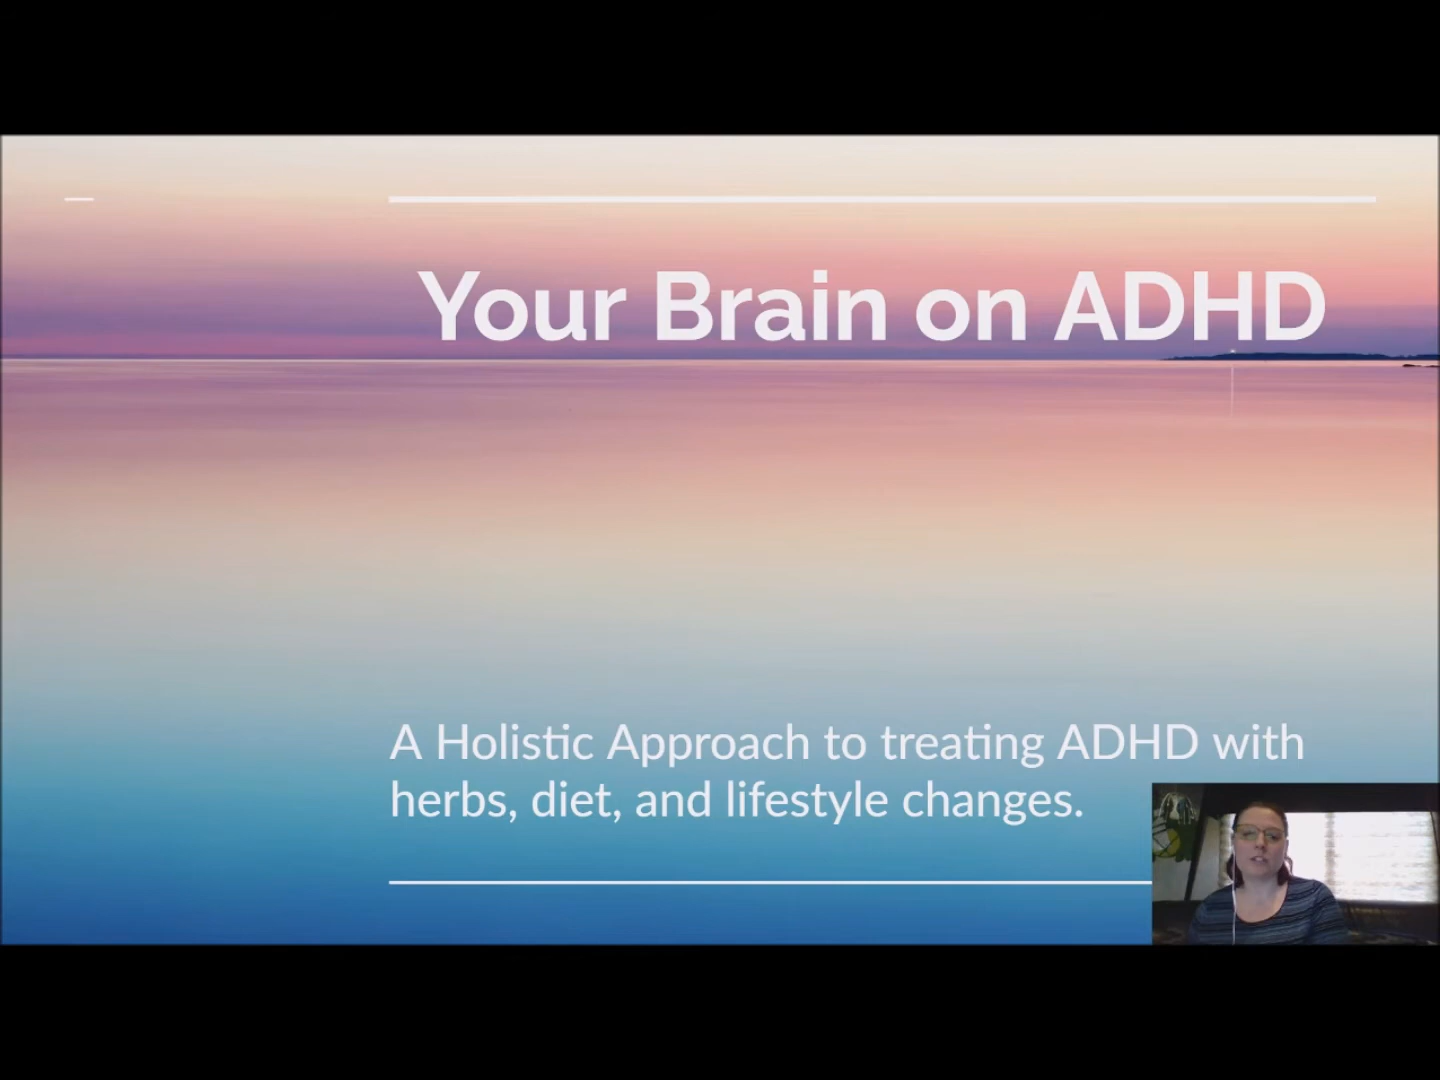 Your Brain on ADHD
A Holistic Approach to treating ADHD with
herbs, diet, and lifestyle changes.